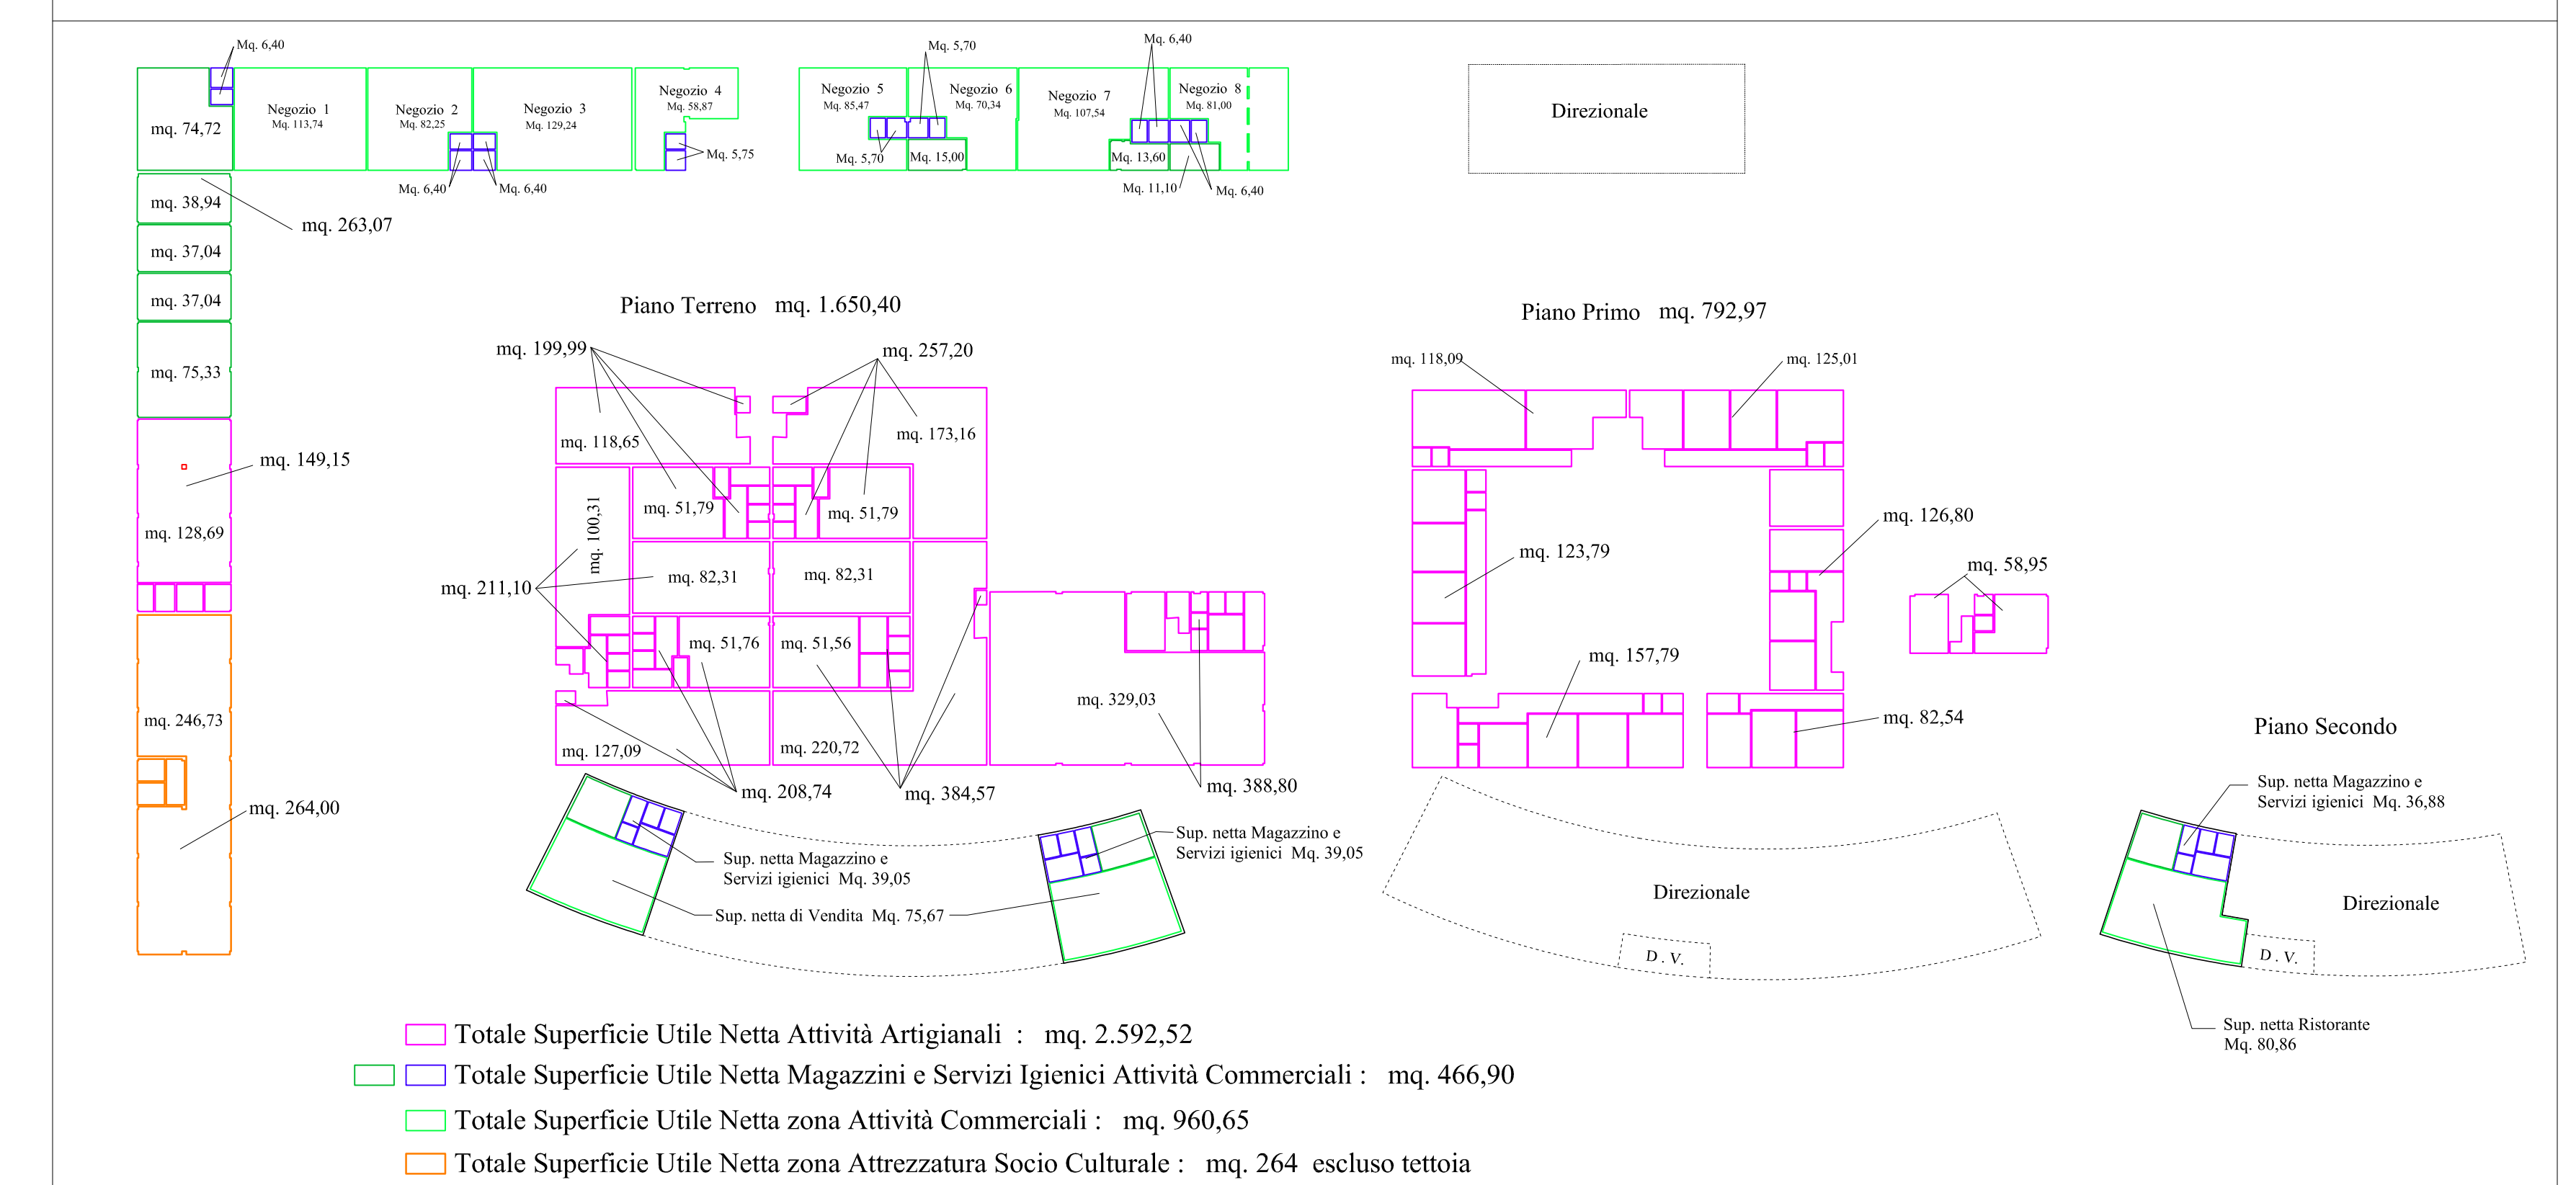 Mq. 6,40
Mq. 5,70
Mq. 6,40
Negozio 1
Mq. 113,74
Negozio 2
Mq. 82,25
Negozio 3
Mq. 129,24
Negozio 4
Mq. 58,87
Negozio 5
Mq. 85,47
Negozio 6
Mq. 70,34
Negozio 7
Mq. 107,54
Negozio 8
Mq. 81,00
Direzionale
mq. 74,72
Mq. 5,75
Mq. 5,70
Mq. 15,00
Mq. 13,60
Mq. 6,40
Mq. 6,40
Mq. 11,10
Mq. 6,40
mq. 38,94
mq. 263,07
mq. 37,04
mq. 37,04
mq. 75,33
mq. 149,15
mq. 128,69
mq. 246,73
mq. 264,00
Piano Terreno mq. 1.650,40
mq. 199,99
mq. 257,20
mq. 118,65
mq. 173,16
mq. 100,31
mq. 51,79
mq. 51,79
mq. 211,10
mq. 82,31
mq. 82,31
mq. 51,76
mq. 51,56
mq. 329,03
mq. 127,09
mq. 220,72
mq. 208,74
mq. 384,57
mq. 388,80
Sup. netta Magazzino e
Servizi igienici Mq. 39,05
Sup. netta Magazzino e
Servizi igienici Mq. 39,05
Sup. netta di Vendita Mq. 75,67
Piano Primo mq. 792,97
mq. 118,09
mq. 125,01
mq. 126,80
mq. 123,79
mq. 58,95
mq. 157,79
mq. 82,54
Direzionale
D . V.
Piano Secondo
Sup. netta Magazzino e
Servizi igienici Mq. 36,88
Direzionale
D . V.
Sup. netta Ristorante
Mq. 80,86
Totale Superficie Utile Netta Attività Artigianali : mq. 2.592,52
Totale Superficie Utile Netta Magazzini e Servizi Igienici Attività Commerciali : mq. 466,90
Totale Superficie Utile Netta zona Attività Commerciali : mq. 960,65
Totale Superficie Utile Netta zona Attrezzatura Socio Culturale : mq. 264 escluso tettoia